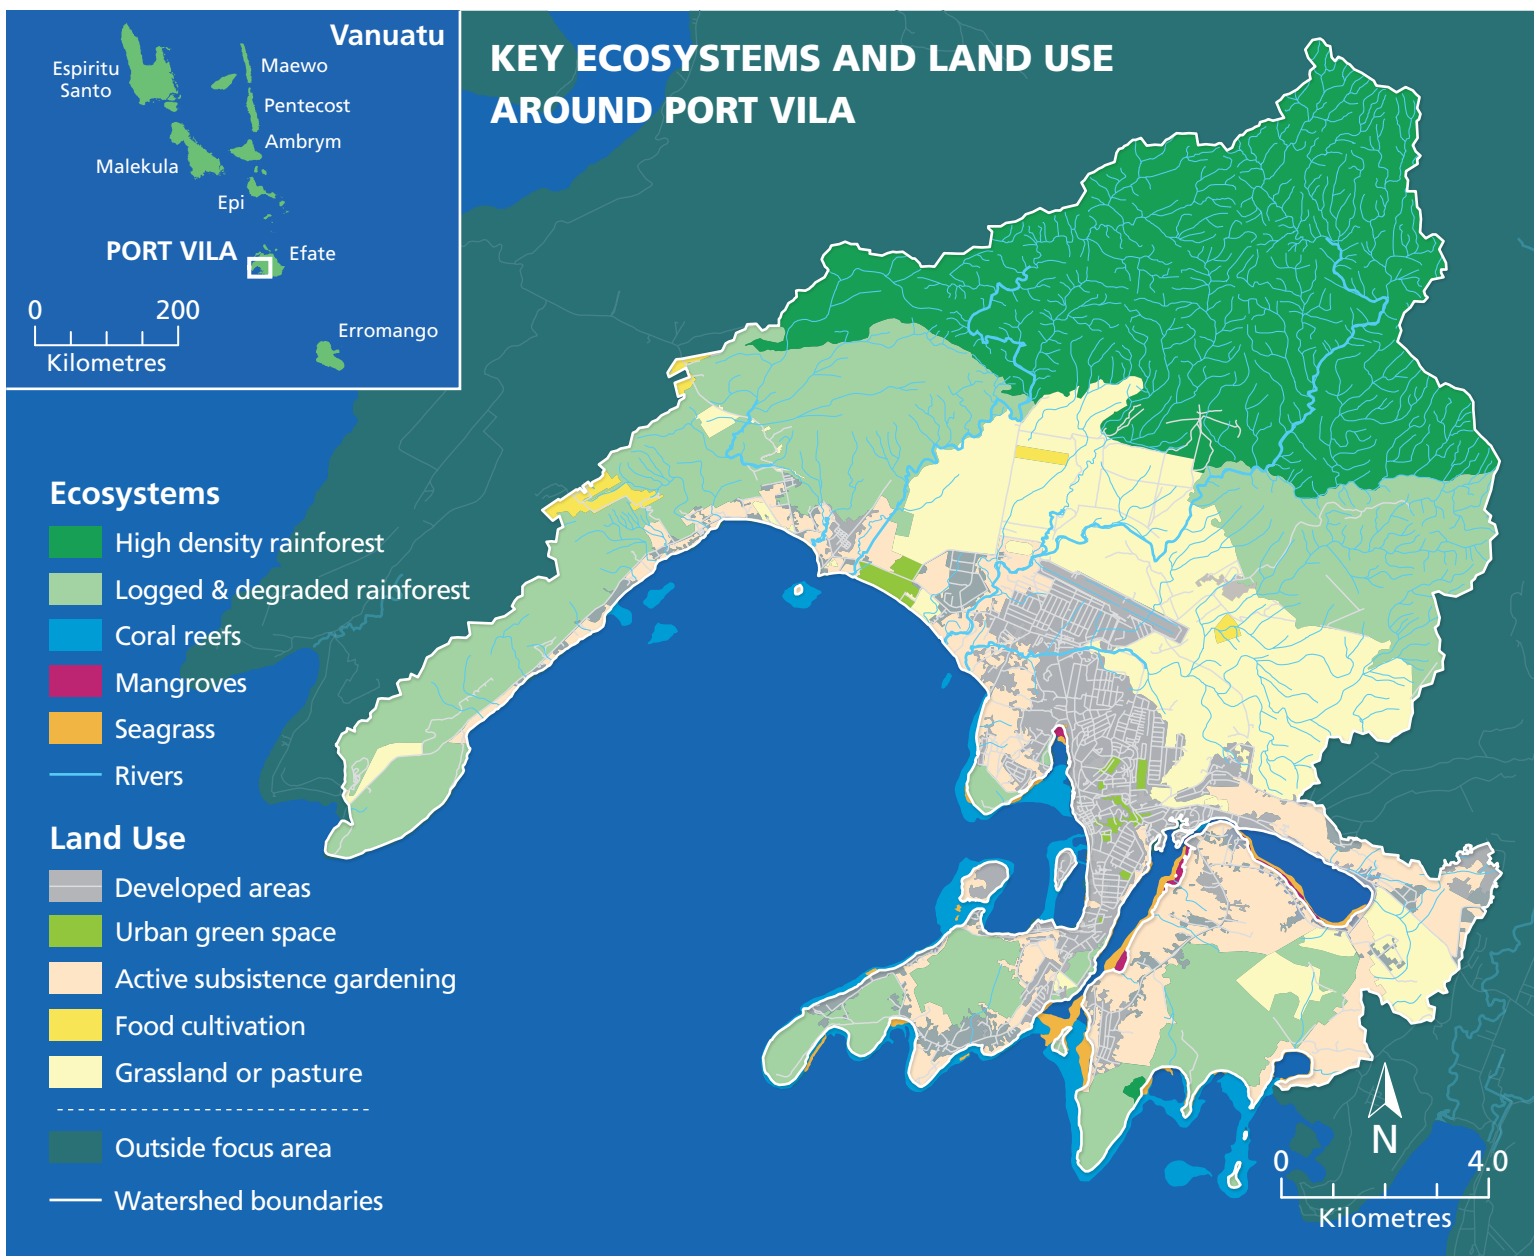 Vanuatu
Espiritu
Santo
Maewo
Pentecost
Ambrym
Malekula
Epi
PORT VILA
Efate
0 200
Kilometres
Erromango
KEY ECOSYSTEMS AND LAND USE
AROUND PORT VILA
Ecosystems
High density rainforest
Logged & degraded rainforest
Coral reefs
Mangroves
Seagrass
Rivers
Land Use
Developed areas
Urban green space
Active subsistence gardening
Food cultivation
Grassland or pasture
Outside focus area
Watershed boundaries
N
0 4.0
Kilometres